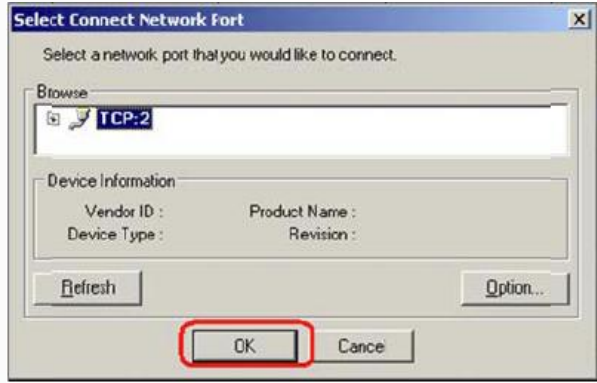 Select Connect Network Port
Select a network port that you would like to connect.
Browse
TCP:2
Device Information
Vendor ID :
Product Name :
Device Type :
Revision :
Refresh
Option...
OK
Cancel